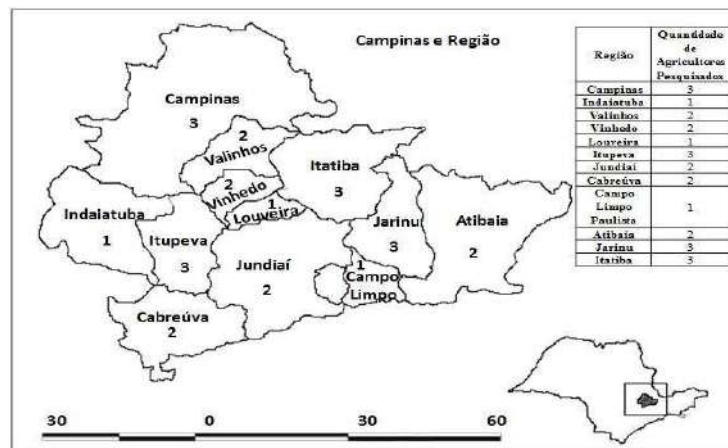 Campinas e Região
Campinas
3
2
Valinhos
Itatiba
3
2
Vinhedo
1
Louveira
Indaiatuba
1
Itupeva
3
Jundiaí
2
Jarinu
3
Atibaia
2
1
Campo
Limpo
Cabreúva
2
30 0 30 60
Região Quantidade de Agricultores Pesquisados
Campinas 3
Indaiatuba 1
Valinhos 2
Vinhedo 2
Louveira 1
Itupeva 3
Jundiaí 2
Cabreúva 2
Campo Limpo Paulista 1
Atibaia 2
Jarinu 3
Itatiba 3